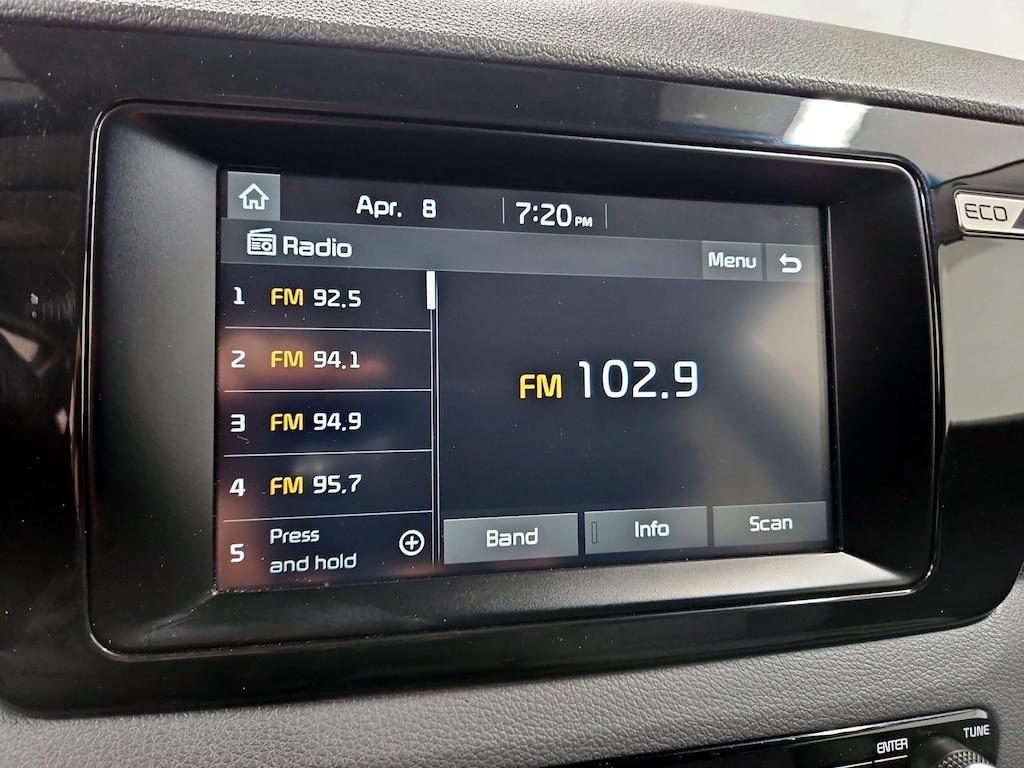 Apr. 8 7:20 PM
ECO
Radio
Menu
1 FM 92.5
2 FM 94.1
3 FM 94.9
4 FM 95.7
5 Press
and hold
FM 102.9
Band
Info
Scan
ENTER
TUNE